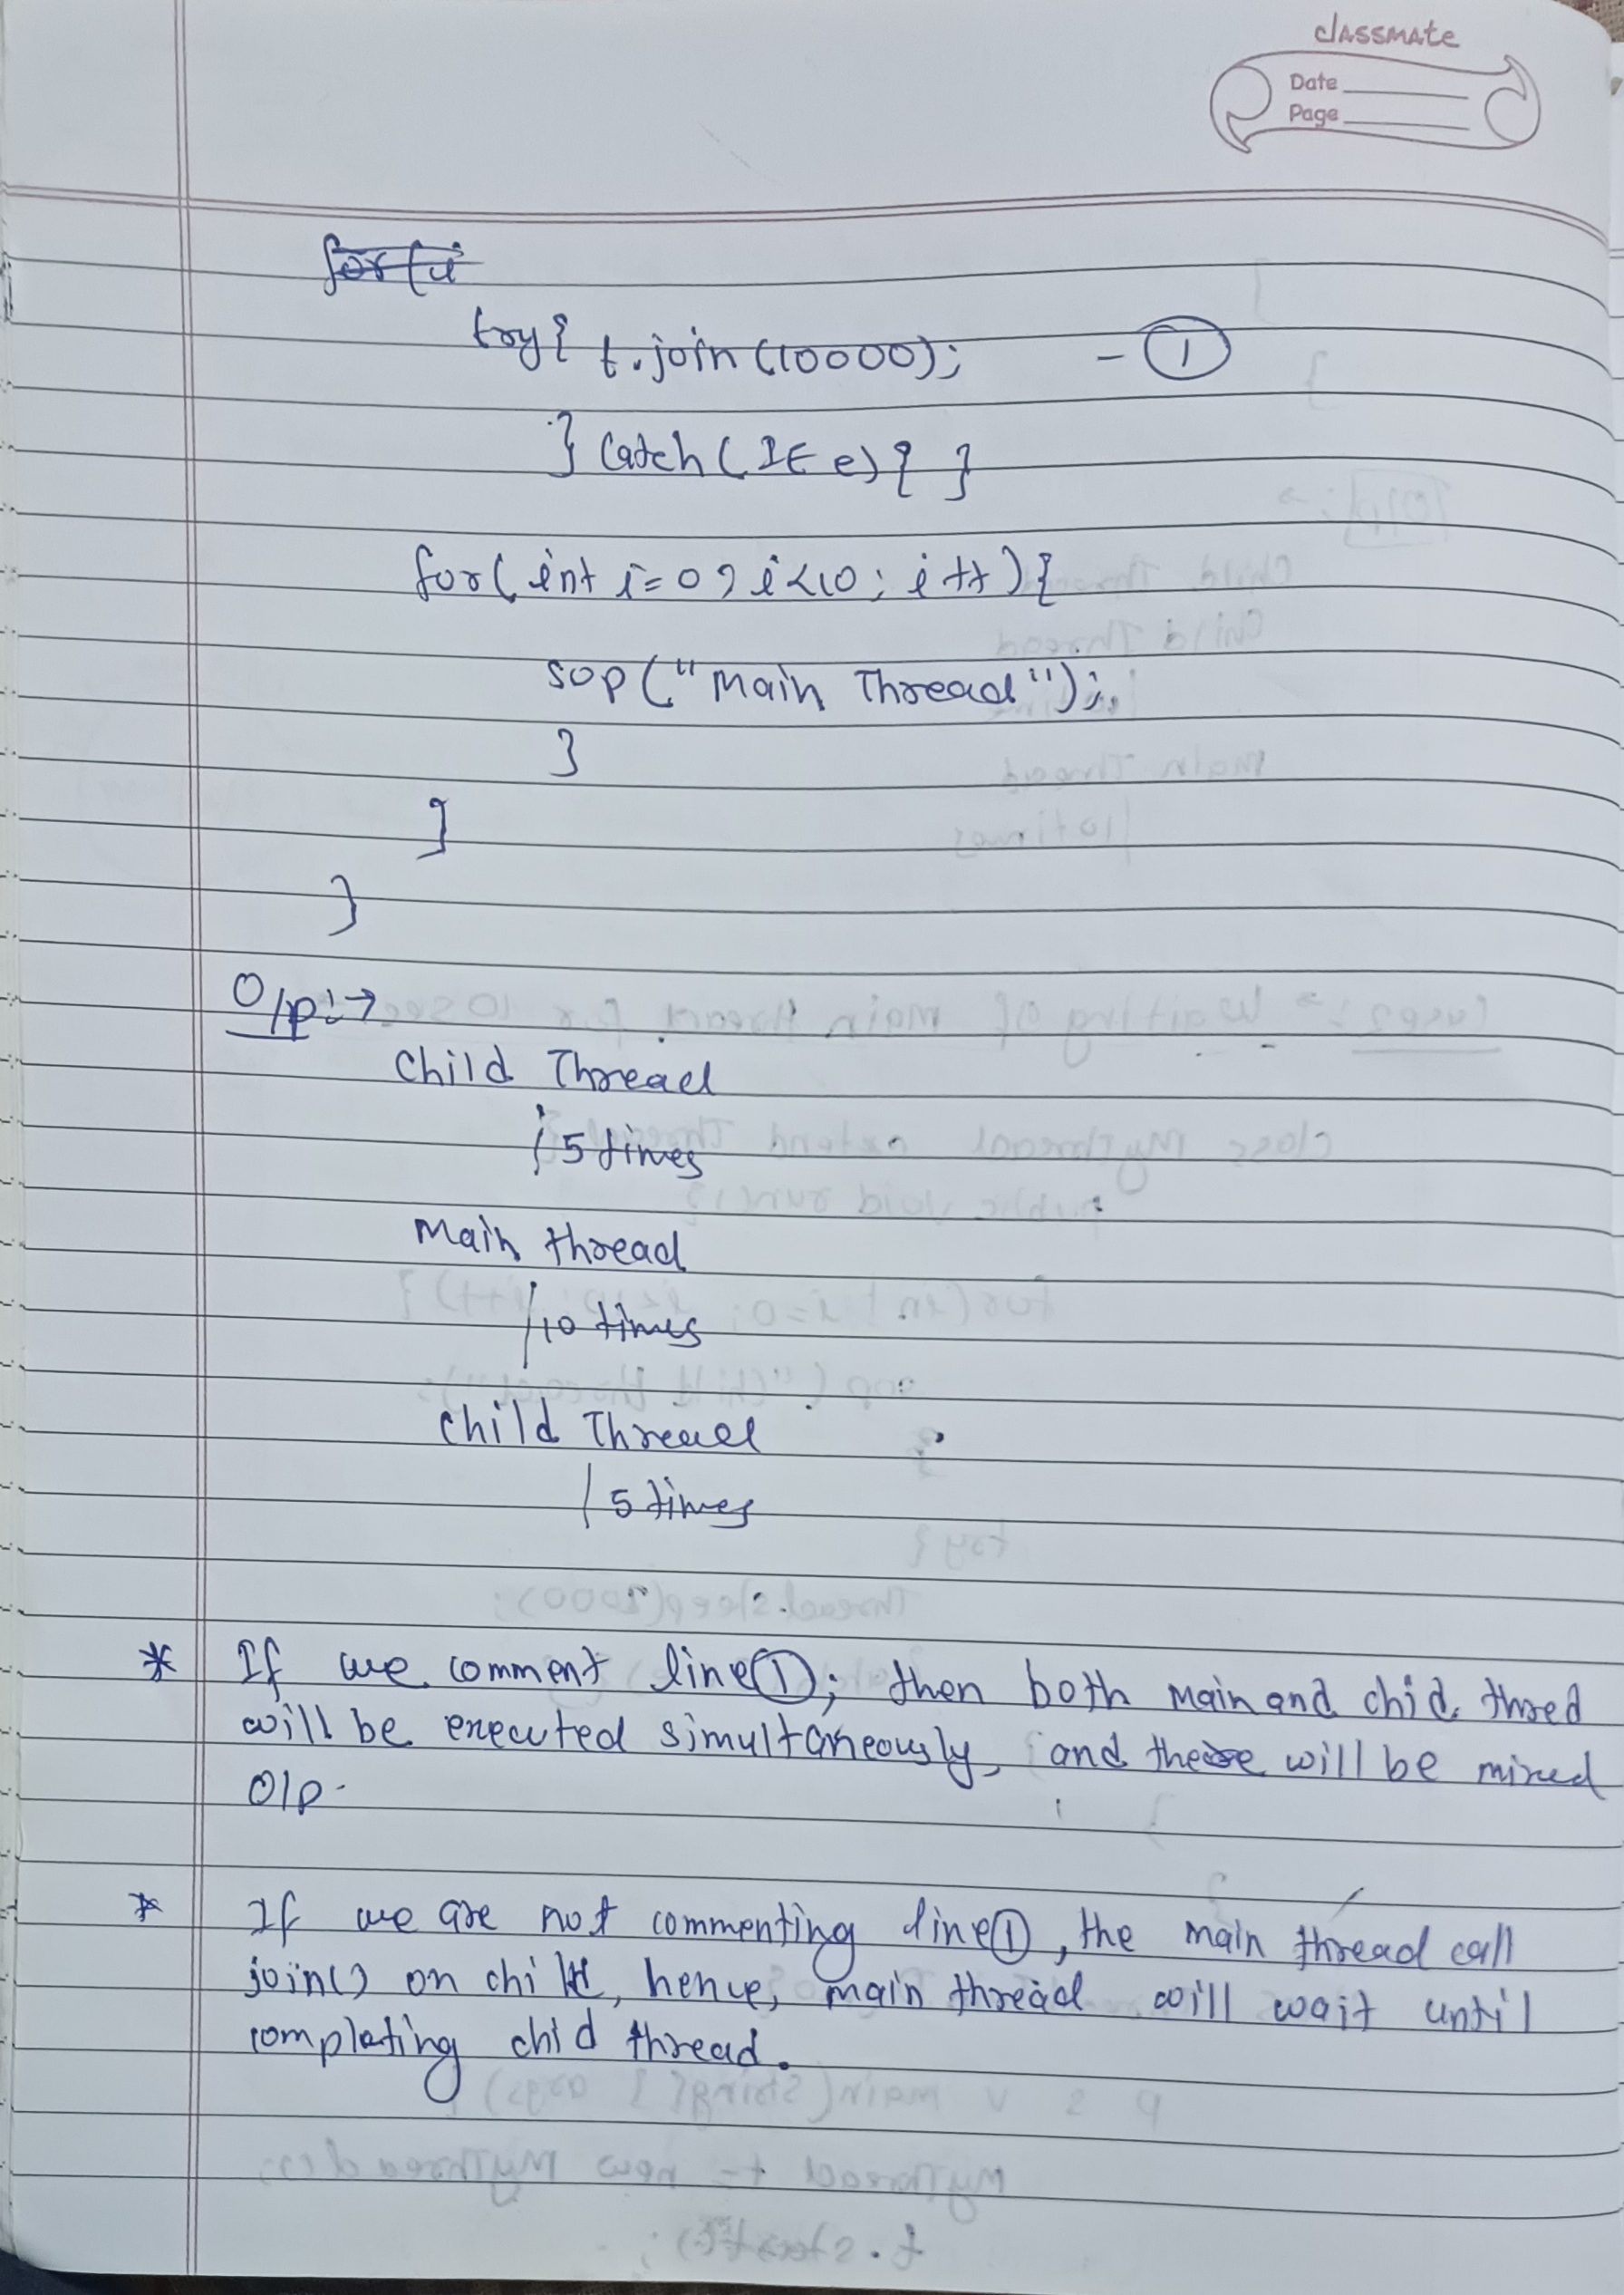 classmate
Date
Page
for(i
try{ t.join(10000); - ①
} Catch(IE e){ }
for(int i=0; i<10; i++){
sop("Main Thread");
}
}
}
O/p:→
Child Thread
5 times
Main thread
10 times
Child Thread
5 times
* If we comment line①; then both Main and chid thred
will be executed simultaneously, and there will be mixed
O/p.
* If we are not commenting line①, the main thread call
join() on child, hence, main thread will wait until
completing chid thread.